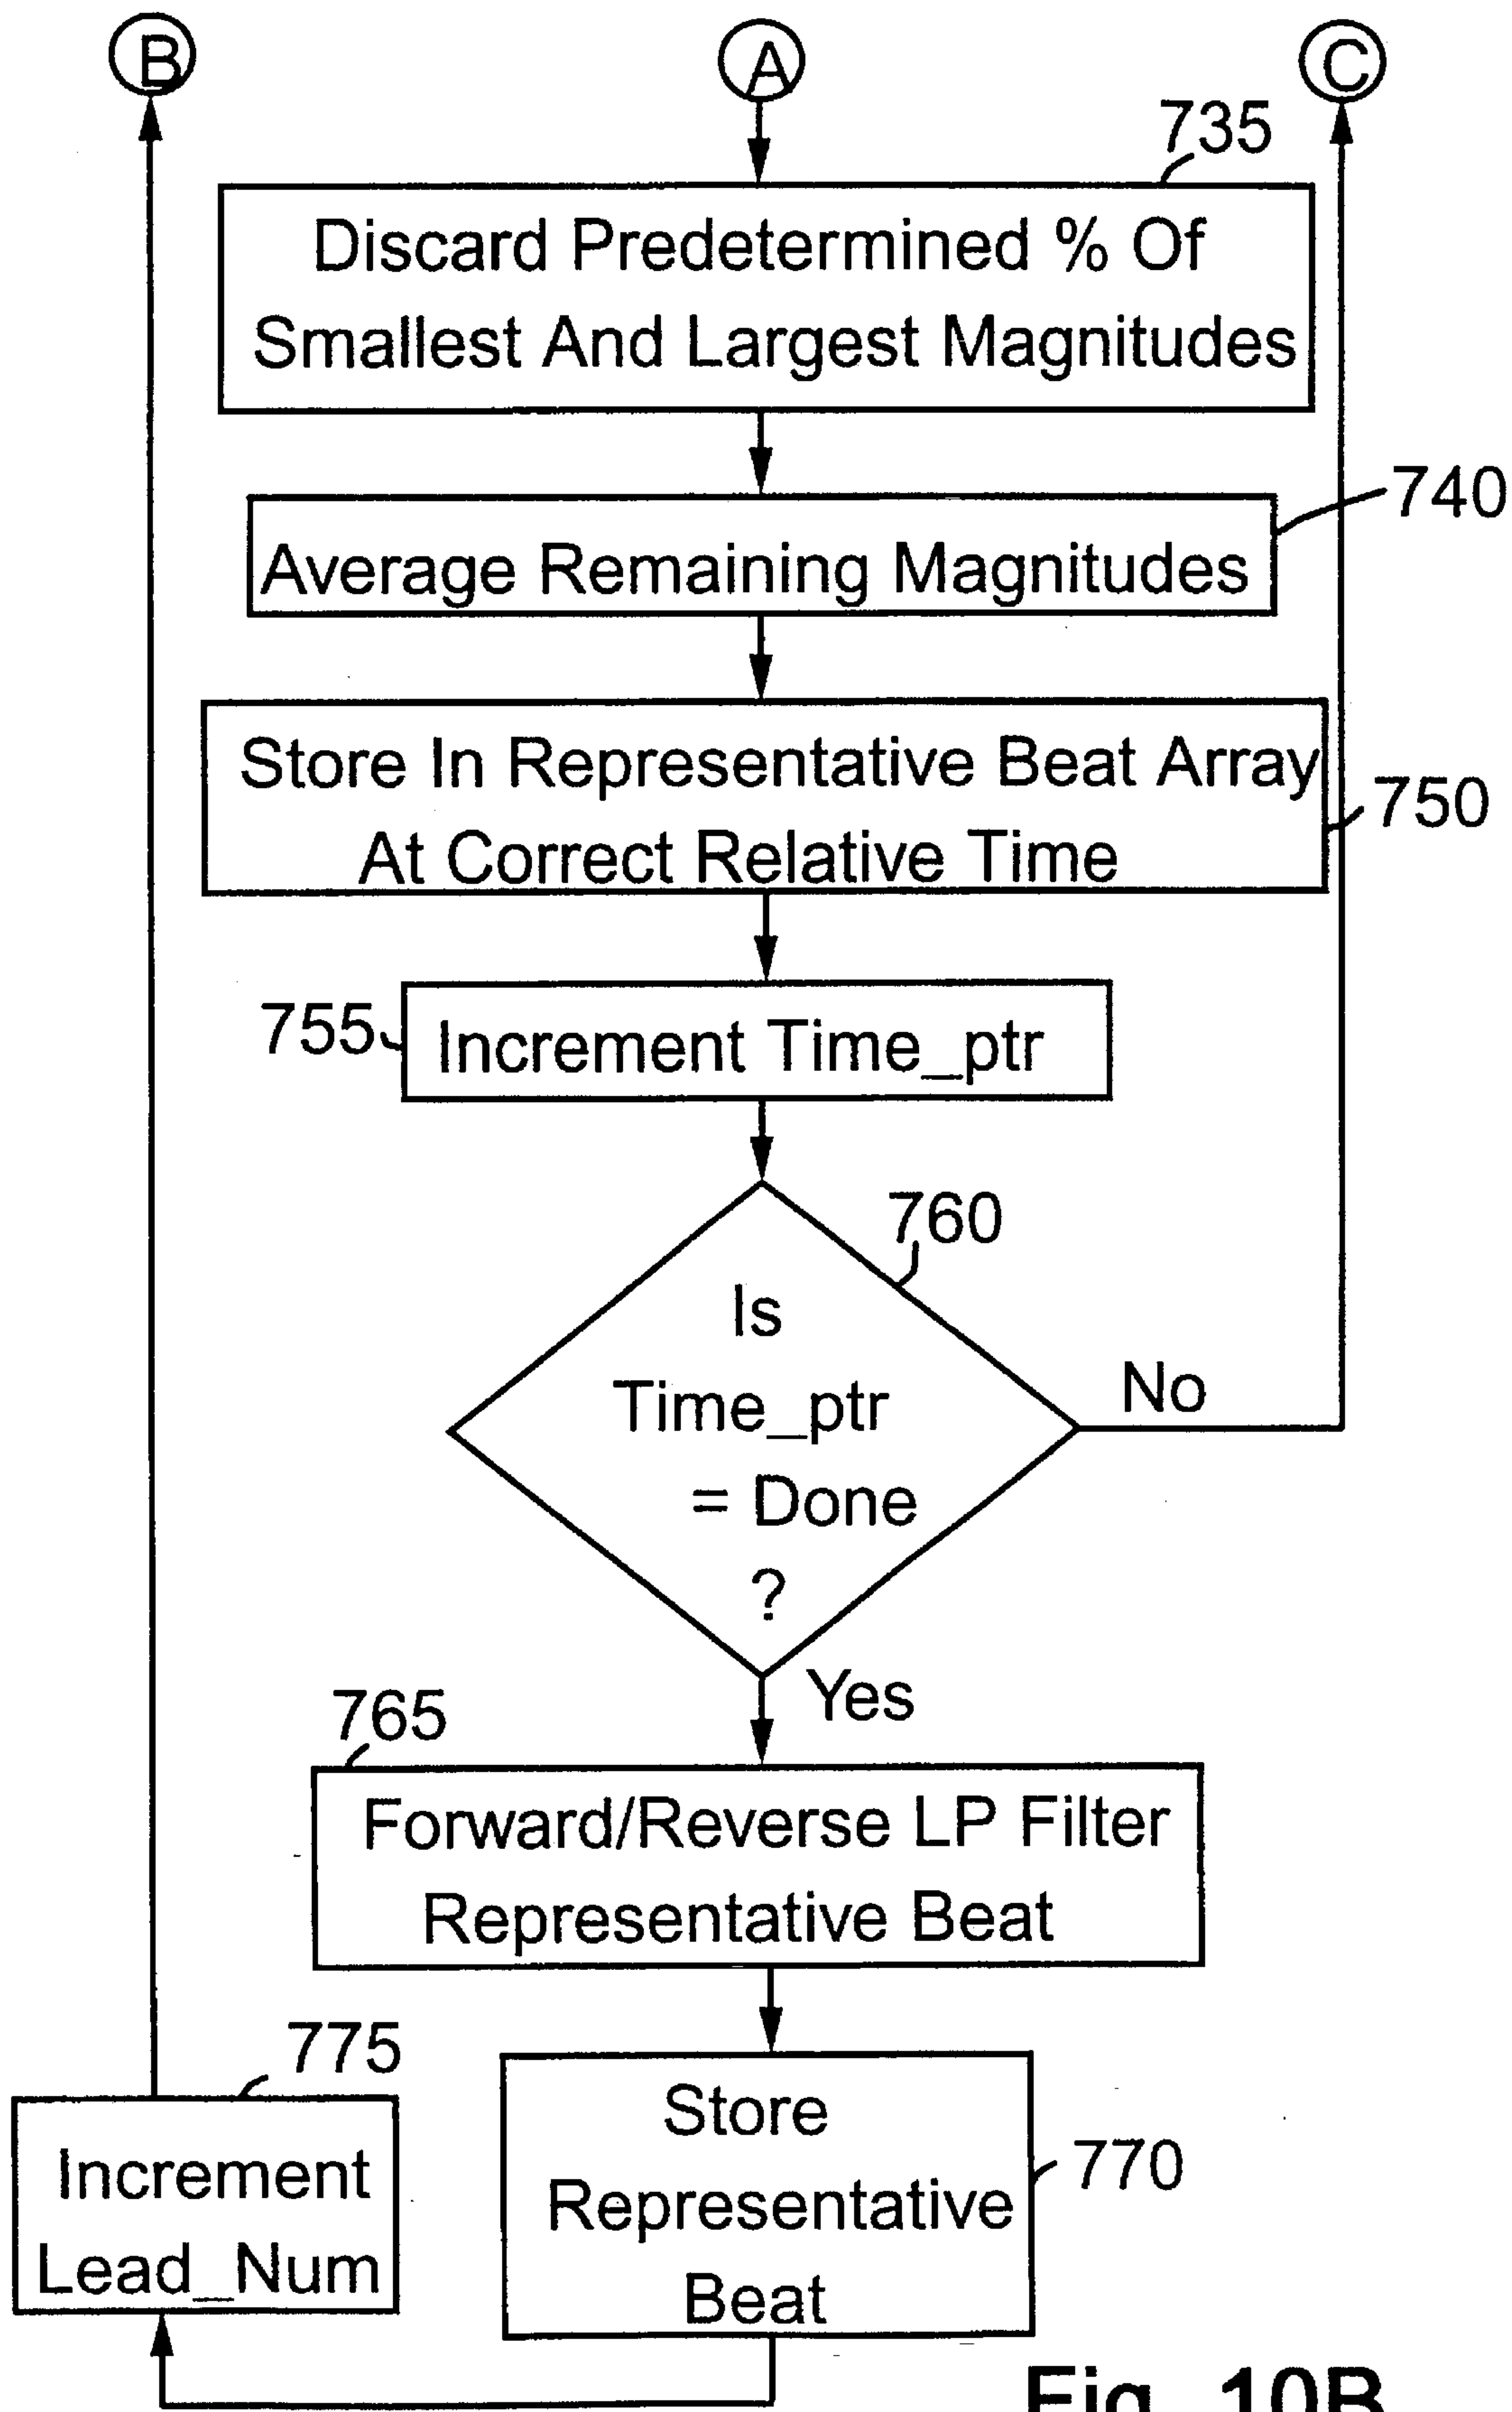 B
A
C
735
Discard Predetermined % Of
Smallest And Largest Magnitudes
740
Average Remaining Magnitudes
Store In Representative Beat Array
At Correct Relative Time
750
755
Increment Time_ptr
760
Is
Time_ptr
= Done
?
No
Yes
765
Forward/Reverse LP Filter
Representative Beat
775
Increment
Lead_Num
Store
Representative
Beat
770
Fig. 10B